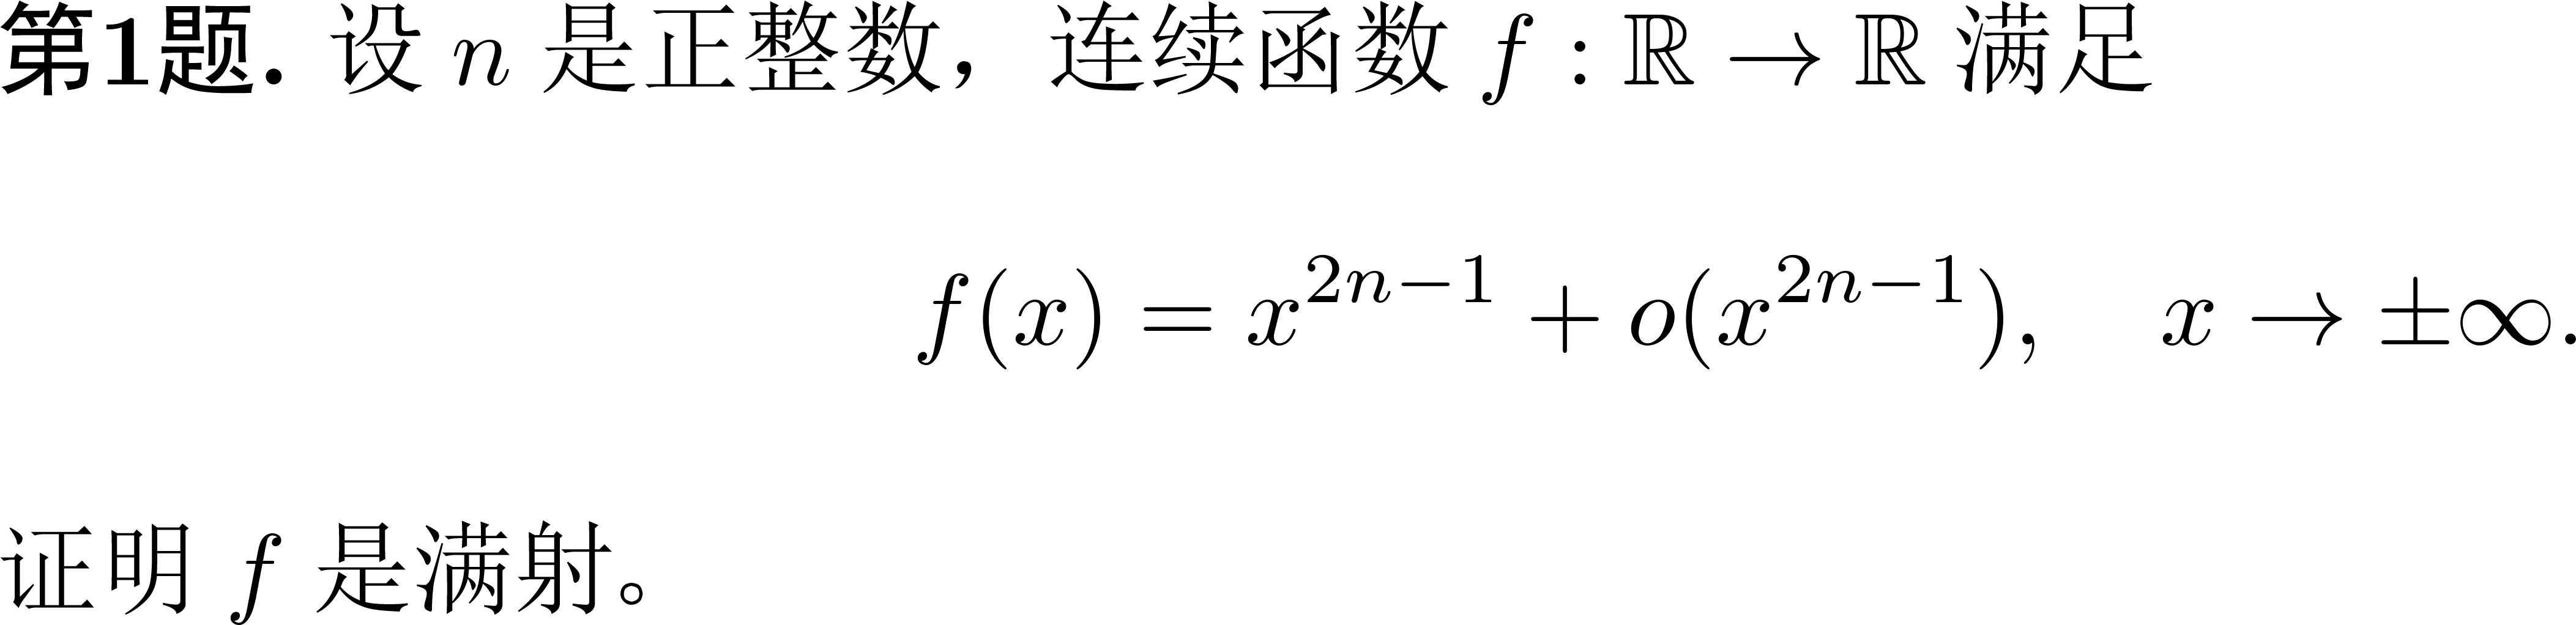 第1题. 设 n 是正整数，连续函数 f : ℝ → ℝ 满足
f(x) = x^{2n−1} + o(x^{2n−1}), x → ±∞.
证明 f 是满射。